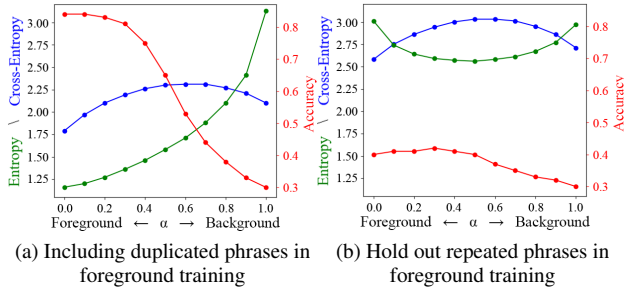 Entropy \ Cross-Entropy
3.00
2.75
2.50
2.25
2.00
1.75
1.50
1.25
0.8
0.7
0.6
0.5
0.4
0.3
Accuracy
0.0 0.2 0.4 0.6 0.8 1.0
Foreground ← α → Background
(a) Including duplicated phrases in
foreground training
Entropy \ Cross-Entropy
3.00
2.75
2.50
2.25
2.00
1.75
1.50
1.25
0.8
0.7
0.6
0.5
0.4
0.3
Accuracy
0.0 0.2 0.4 0.6 0.8 1.0
Foreground ← α → Background
(b) Hold out repeated phrases in
foreground training